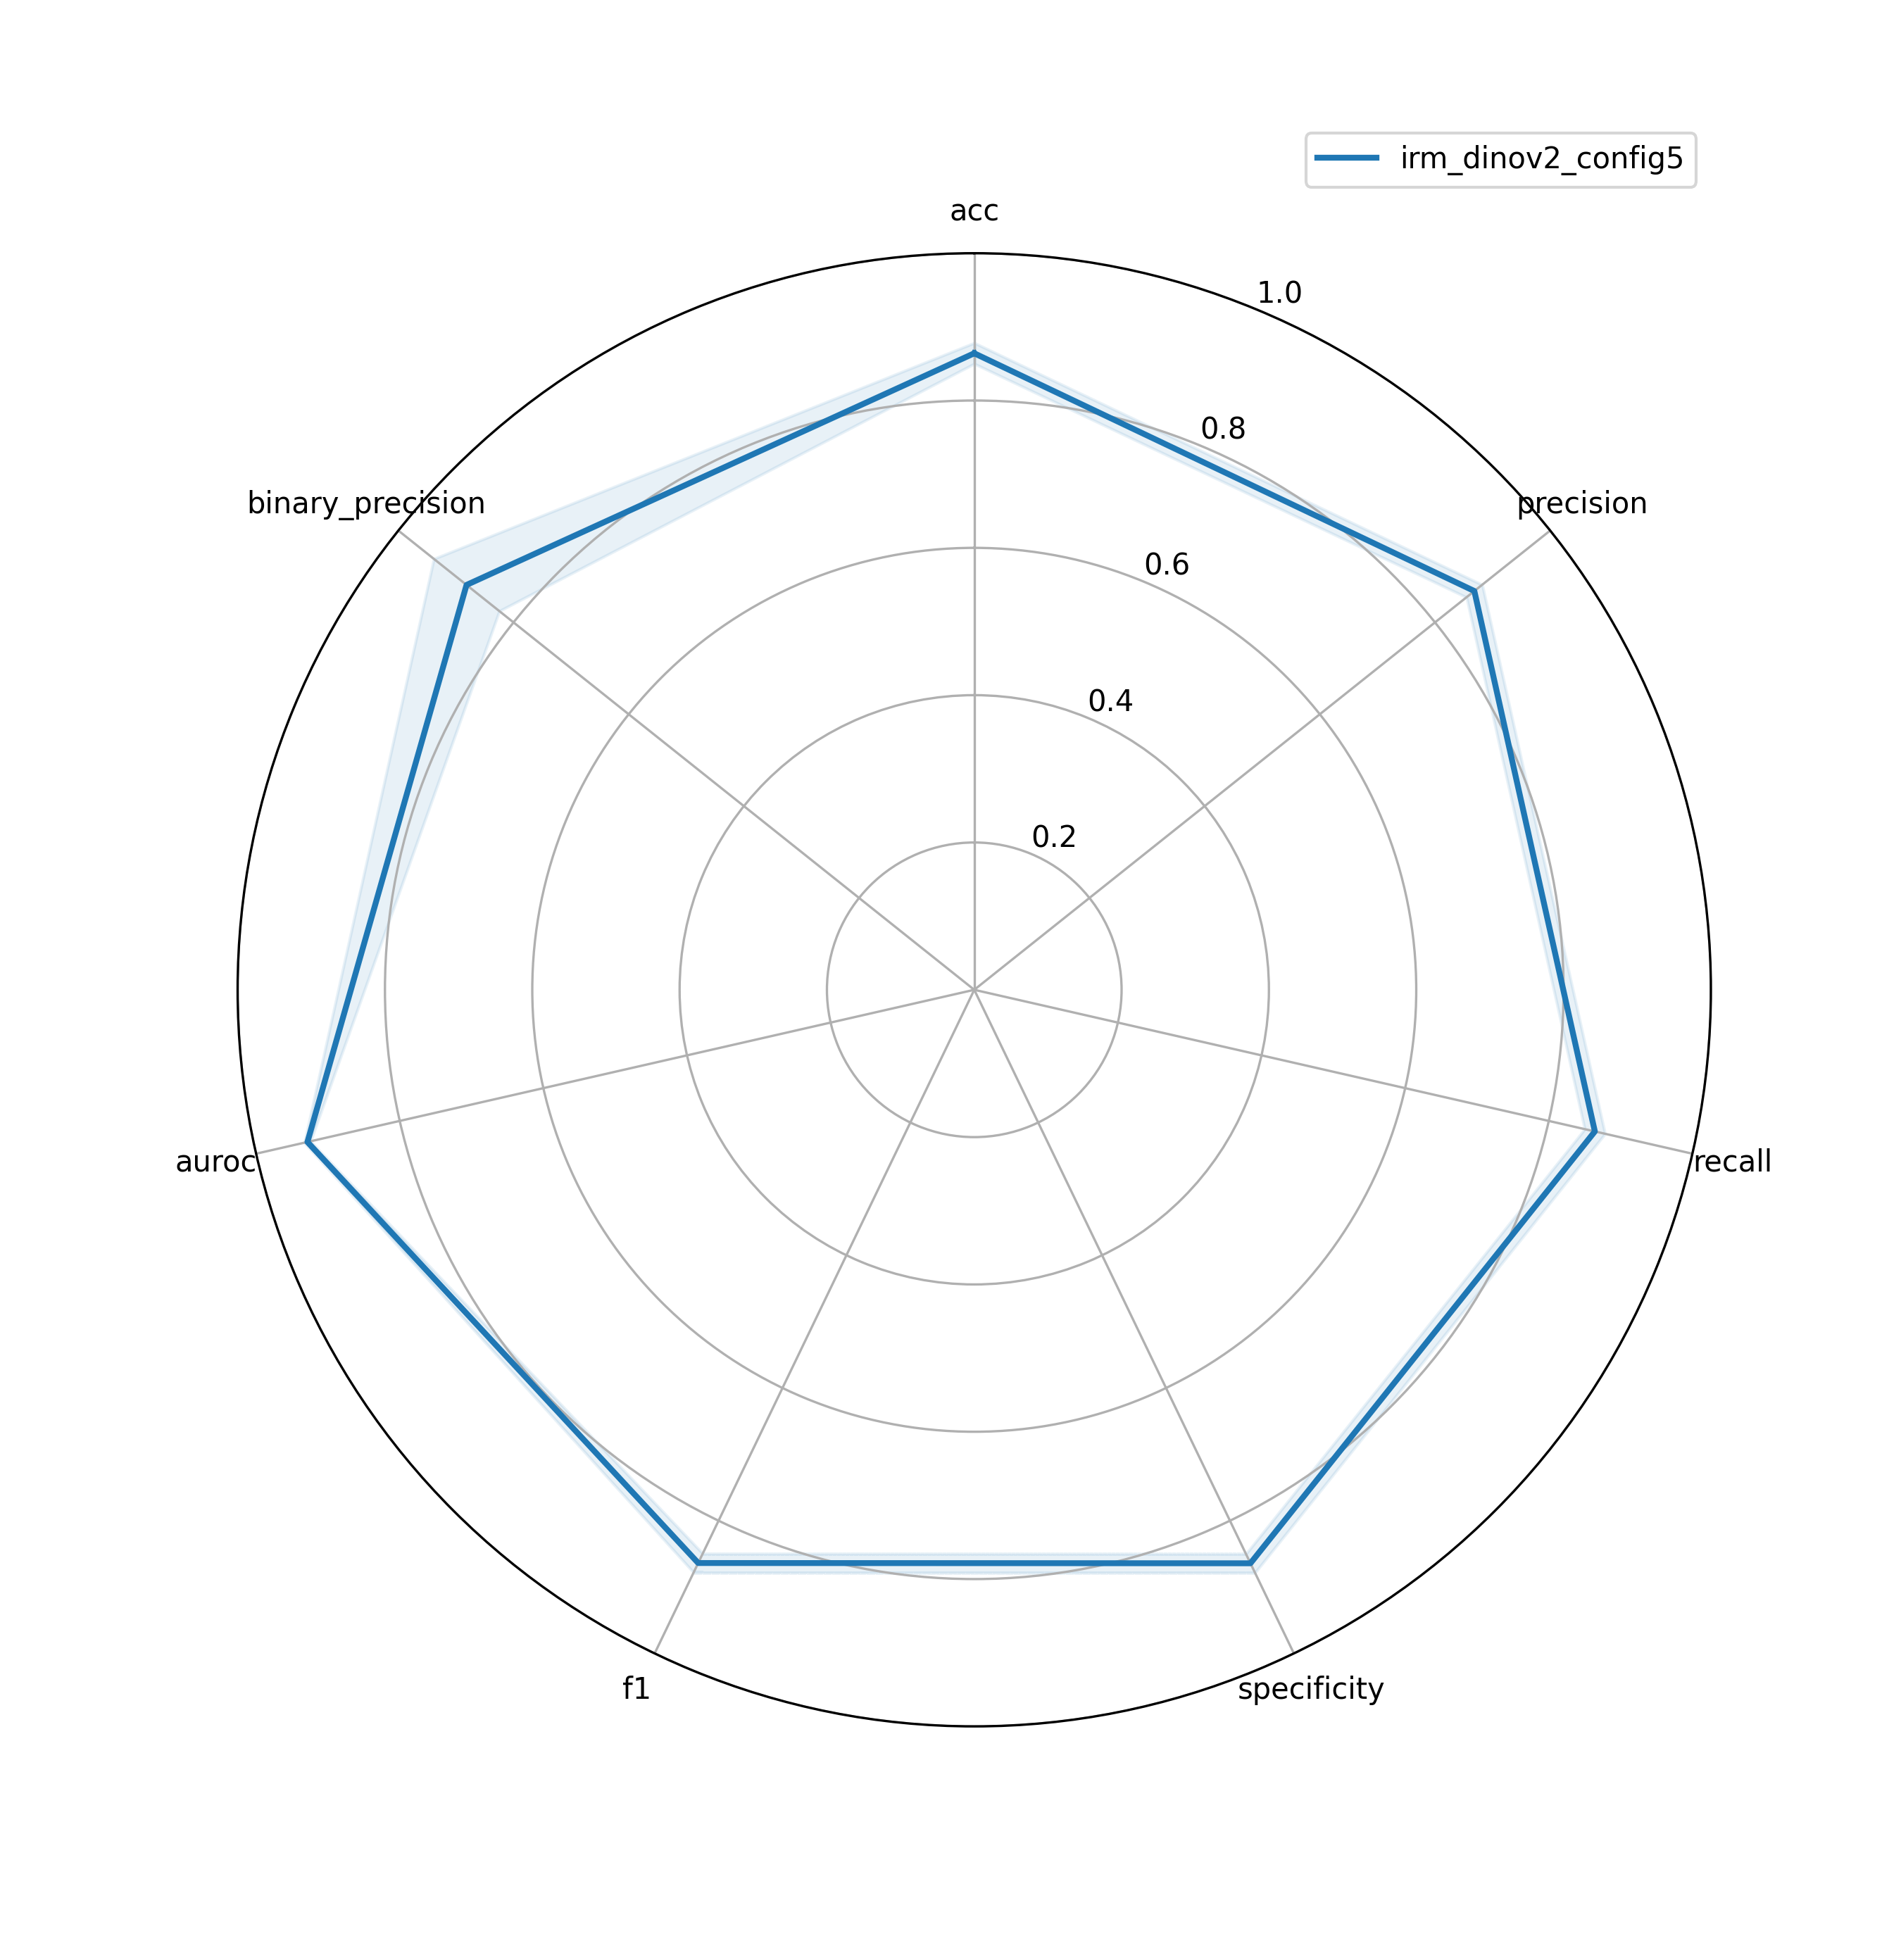 irm_dinov2_config5
acc
1.0
0.8
binary_precision
precision
0.6
0.4
0.2
auroc
recall
f1
specificity